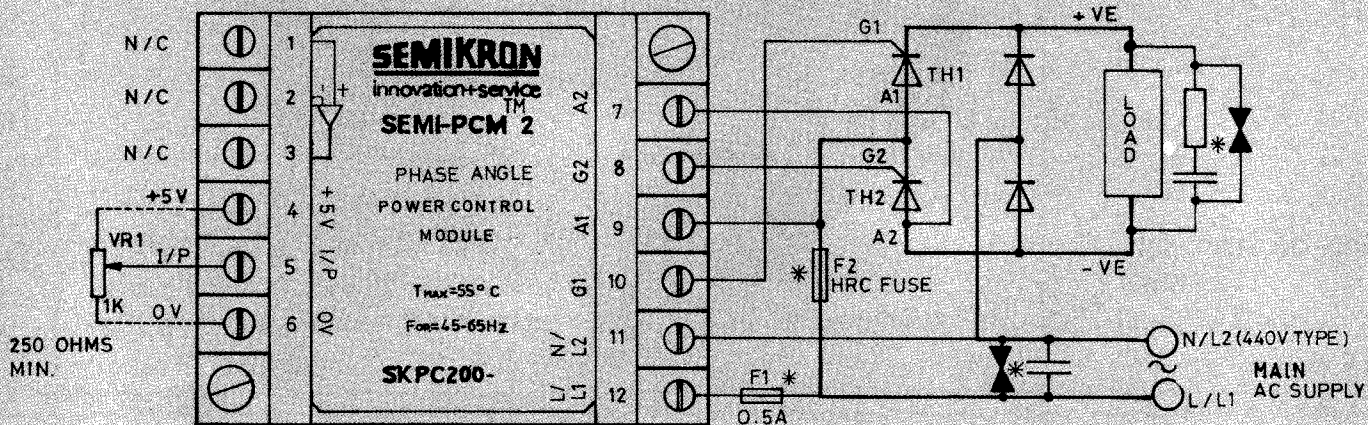 N/C
1
N/C
2
N/C
3
+5V
4
+5V
VR1
I/P
5
I/P
1K
0V
6
0V
250 OHMS
MIN.
- +
SEMIKRON
innovation+service
TM
SEMI-PCM 2
PHASE ANGLE
POWER CONTROL
MODULE
TMAX=55°C
FOP=45-65Hz
SKPC200-
A2
7
G2
8
A1
9
G1
10
N/
L2
11
L/
L1
12
G1
TH1
A1
G2
TH2
A2
+VE
LOAD
*
-VE
* F2
HRC FUSE
F1 *
0.5A
*
N/L2 (440V TYPE)
~
MAIN
AC SUPPLY
L/L1